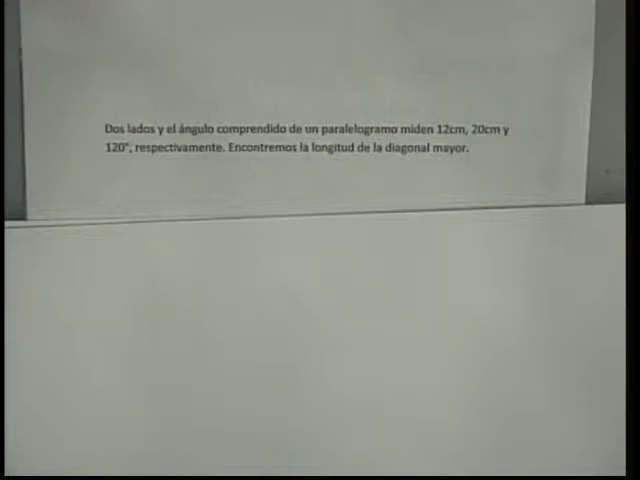 Dos lados y el ángulo comprendido de un paralelogramo miden 12cm, 20cm y
120°, respectivamente. Encontremos la longitud de la diagonal mayor.